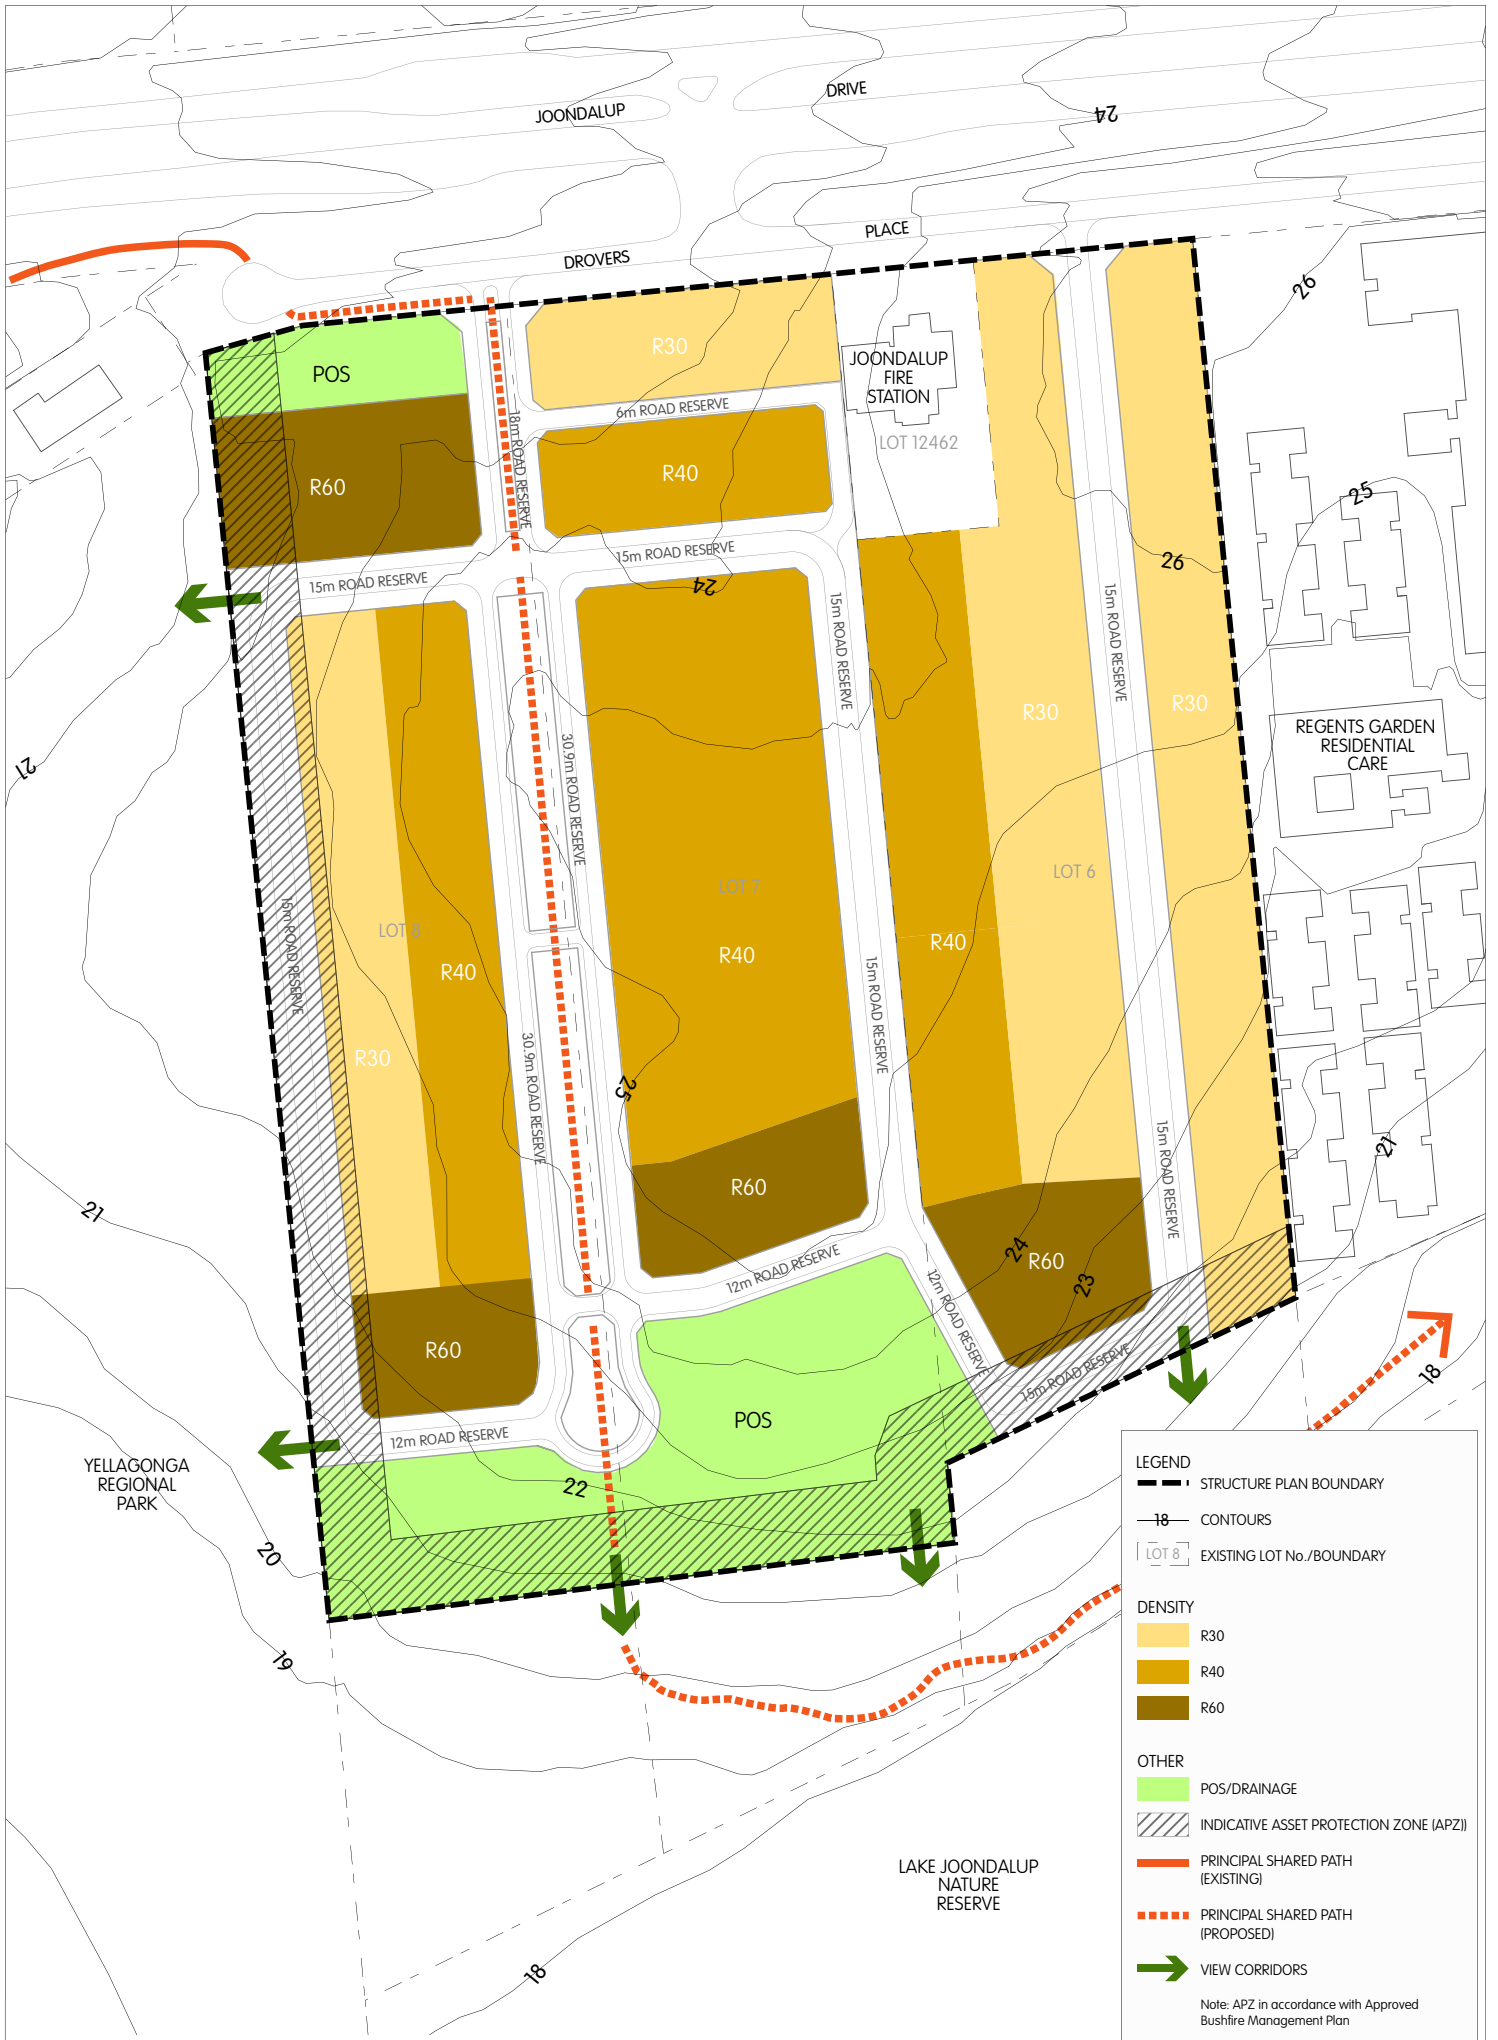 JOONDALUP
DRIVE
24
DROVERS
PLACE
26
POS
R30
JOONDALUP
FIRE
STATION
18m ROAD RESERVE
6m ROAD RESERVE
LOT 12462
R60
R40
25
15m ROAD RESERVE
15m ROAD RESERVE
24
26
15m ROAD RESERVE
15m ROAD RESERVE
R30
R30
REGENTS GARDEN
RESIDENTIAL
CARE
21
30.9m ROAD RESERVE
LOT 7
LOT 6
15m ROAD RESERVE
LOT 8
R40
R40
R40
15m ROAD RESERVE
R30
30.9m ROAD RESERVE
25
15m ROAD RESERVE
21
21
R60
24
R60
23
12m ROAD RESERVE
12m ROAD RESERVE
R60
15m ROAD RESERVE
18
POS
12m ROAD RESERVE
YELLAGONGA
REGIONAL
PARK
22
20
19
LAKE JOONDALUP
NATURE
RESERVE
18
LEGEND
STRUCTURE PLAN BOUNDARY
18 CONTOURS
LOT 8 EXISTING LOT No./BOUNDARY
DENSITY
R30
R40
R60
OTHER
POS/DRAINAGE
INDICATIVE ASSET PROTECTION ZONE (APZ))
PRINCIPAL SHARED PATH
(EXISTING)
PRINCIPAL SHARED PATH
(PROPOSED)
VIEW CORRIDORS
Note: APZ in accordance with Approved
Bushfire Management Plan